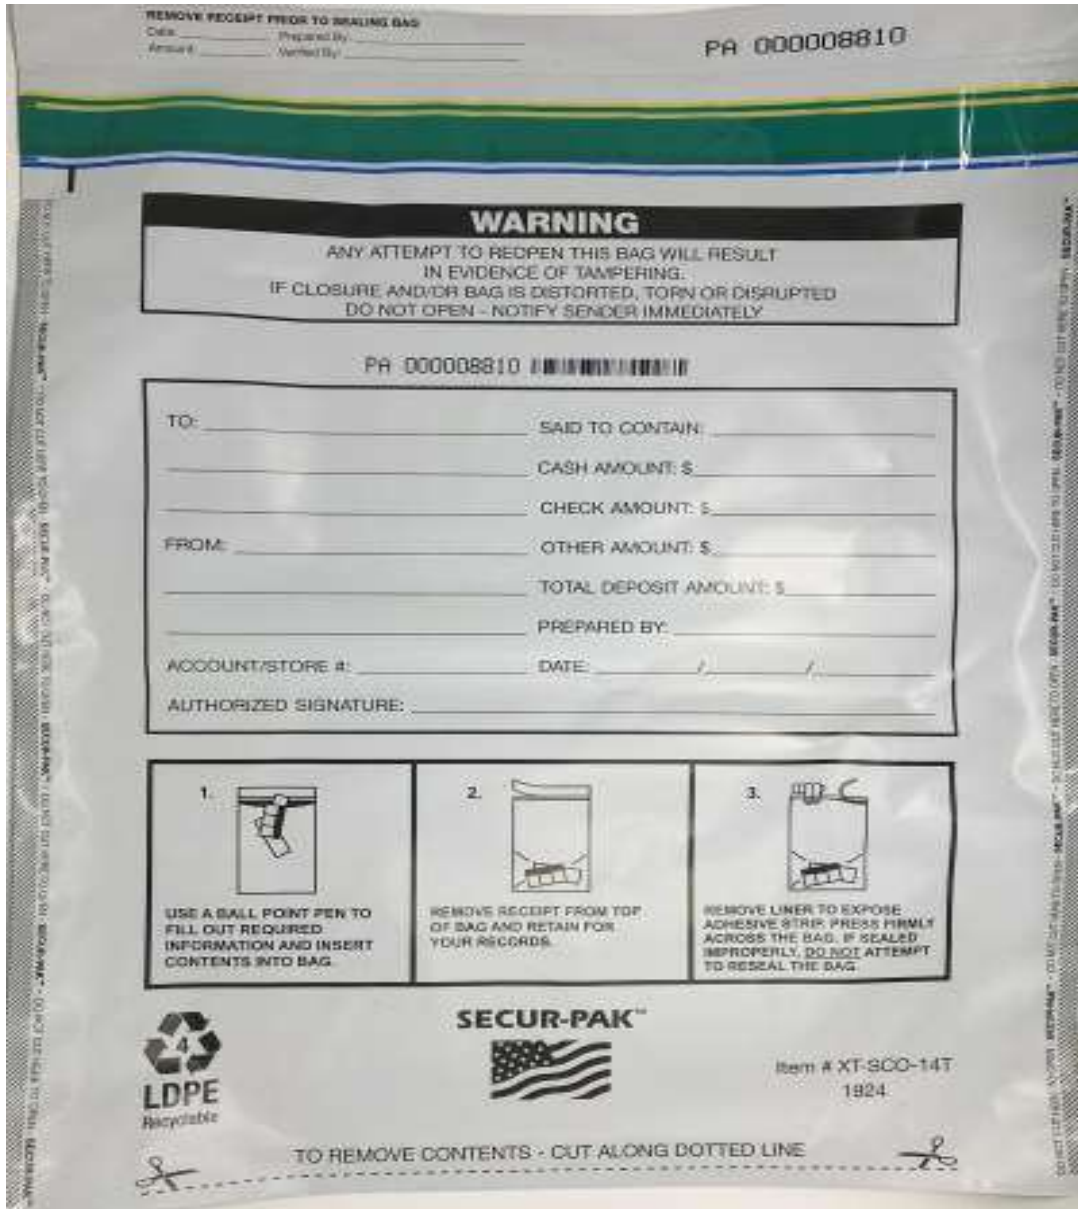 REMOVE RECEIPT PRIOR TO SEALING BAG
Date: Prepared By:
Amount: Verified By:
PA 000008810
WARNING
ANY ATTEMPT TO REOPEN THIS BAG WILL RESULT
IN EVIDENCE OF TAMPERING.
IF CLOSURE AND/OR BAG IS DISTORTED, TORN OR DISRUPTED
DO NOT OPEN - NOTIFY SENDER IMMEDIATELY
PA 000008810
TO: SAID TO CONTAIN:
CASH AMOUNT: $
CHECK AMOUNT: $
FROM: OTHER AMOUNT: $
TOTAL DEPOSIT AMOUNT: $
PREPARED BY:
ACCOUNT/STORE #: DATE: / /
AUTHORIZED SIGNATURE:
1.
USE A BALL POINT PEN TO
FILL OUT REQUIRED
INFORMATION AND INSERT
CONTENTS INTO BAG.
2.
REMOVE RECEIPT FROM TOP
OF BAG AND RETAIN FOR
YOUR RECORDS.
3.
REMOVE LINER TO EXPOSE
ADHESIVE STRIP. PRESS FIRMLY
ACROSS THE BAG. IF SEALED
IMPROPERLY, DO NOT ATTEMPT
TO RESEAL THE BAG
4
LDPE
Recyclable
SECUR-PAK™
Item # XT-SCO-14T
1924
TO REMOVE CONTENTS - CUT ALONG DOTTED LINE